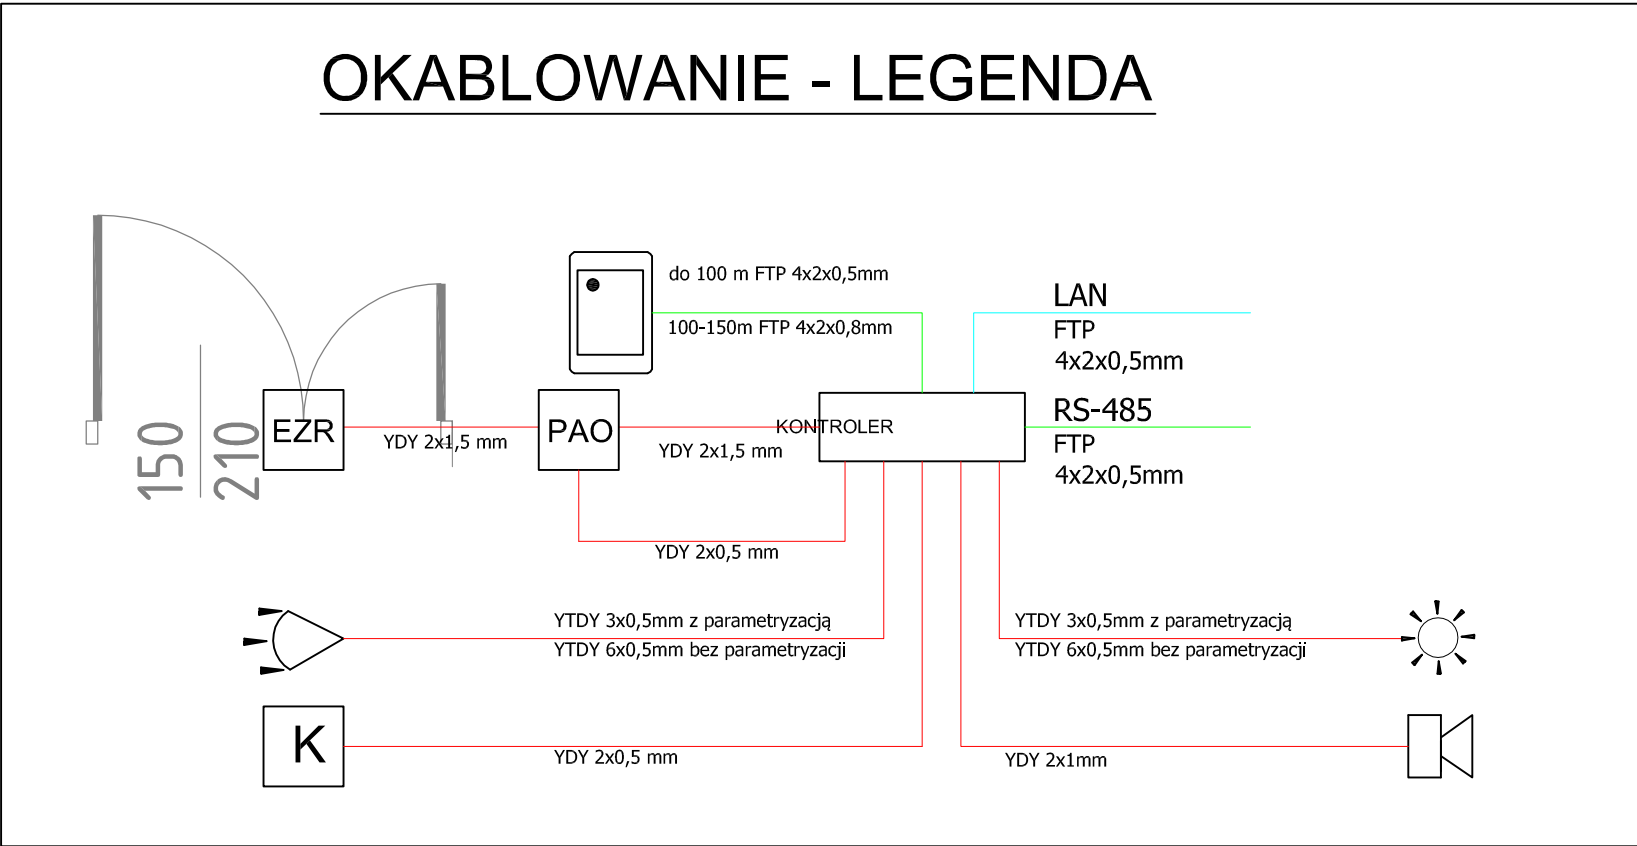 OKABLOWANIE - LEGENDA
do 100 m FTP 4x2x0,5mm
100-150m FTP 4x2x0,8mm
LAN
FTP
4x2x0,5mm
RS-485
FTP
4x2x0,5mm
150
210
EZR
YDY 2x1,5 mm
PAO
YDY 2x1,5 mm
KONTROLER
YDY 2x0,5 mm
YTDY 3x0,5mm z parametryzacją
YTDY 6x0,5mm bez parametryzacji
YTDY 3x0,5mm z parametryzacją
YTDY 6x0,5mm bez parametryzacji
K
YDY 2x0,5 mm
YDY 2x1mm